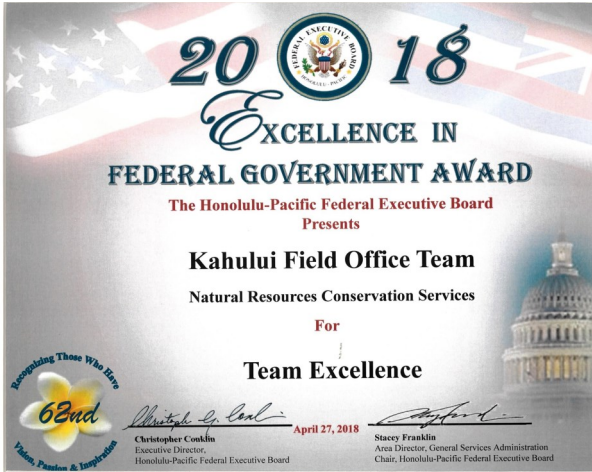 2018
FEDERAL EXECUTIVE BOARD
HONOLULU - PACIFIC
EXCELLENCE IN
FEDERAL GOVERNMENT AWARD
The Honolulu-Pacific Federal Executive Board
Presents
Kahului Field Office Team
Natural Resources Conservation Services
For
Team Excellence
Recognizing Those Who Have
62nd
Vision, Passion & Inspiration
April 27, 2018
Christopher Conklin
Executive Director,
Honolulu-Pacific Federal Executive Board
Stacey Franklin
Area Director, General Services Administration
Chair, Honolulu-Pacific Federal Executive Board